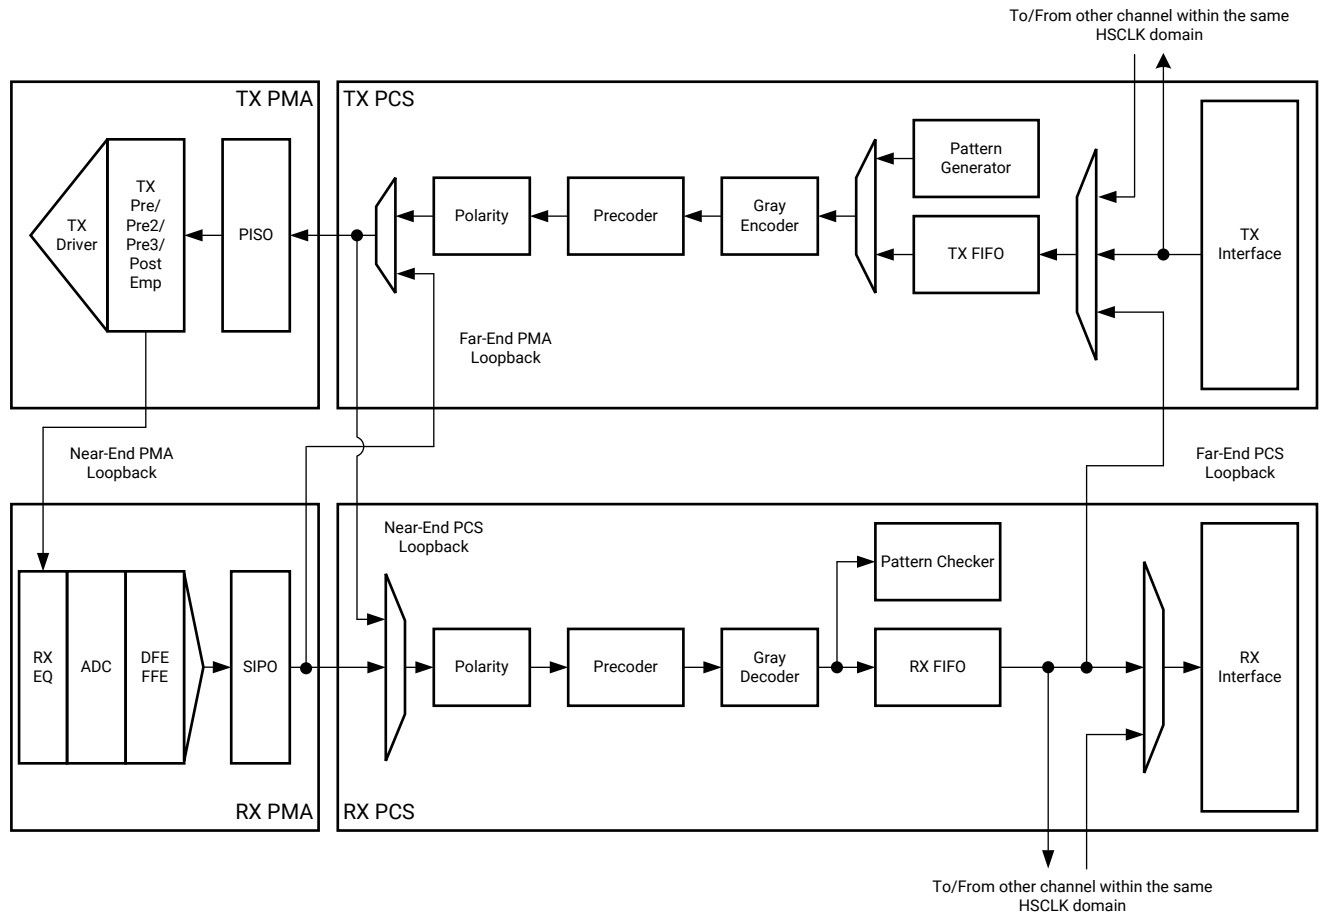 To/From other channel within the same
HSCLK domain
TX PMA
TX PCS
TX
Driver
TX
Pre/
Pre2/
Pre3/
Post
Emp
PISO
Polarity
Precoder
Gray
Encoder
Pattern
Generator
TX FIFO
TX
Interface
Far-End PMA
Loopback
Near-End PMA
Loopback
Far-End PCS
Loopback
Near-End PCS
Loopback
RX
EQ
ADC
DFE
FFE
SIPO
Polarity
Precoder
Gray
Decoder
Pattern Checker
RX FIFO
RX
Interface
RX PMA
RX PCS
To/From other channel within the same
HSCLK domain